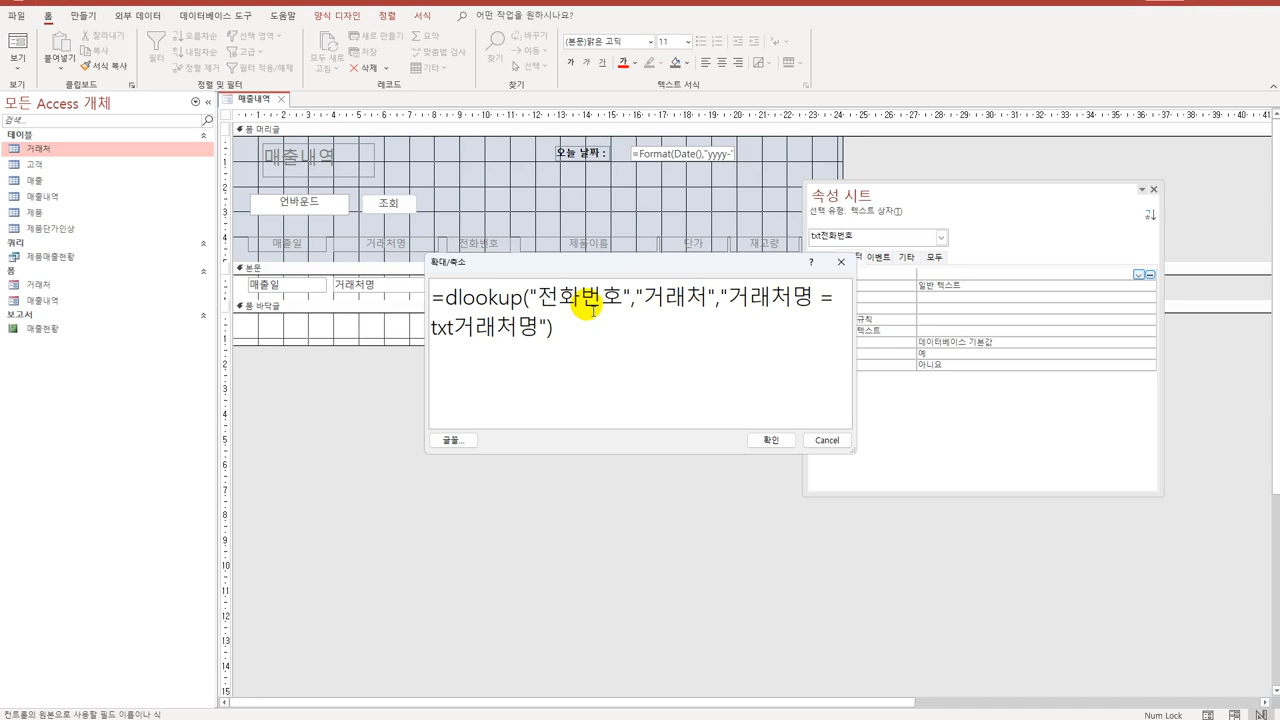 파일 홈 만들기 외부 데이터 데이터베이스 도구 도움말 양식 디자인 정렬 서식 어떤 작업을 원하시나요?
보기 붙여넣기 잘라내기 복사 서식 복사 필터 오름차순 내림차순 정렬 제거 선택 영역 고급 필터 적용/해제 모두 새로 고침 새로 만들기 저장 삭제 요약 맞춤법 검사 기타 찾기 바꾸기 이동 선택 (본문)맑은 고딕 11 가 가 가 가
보기 클립보드 정렬 및 필터 레코드 찾기 텍스트 서식
모든 Access 개체
검색...
테이블
거래처
고객
매출
매출내역
제품
제품단가인상
쿼리
제품매출현황
폼
거래처
매출내역
보고서
매출현황
매출내역
폼 머리글
매출내역 오늘 날짜 : =Format(Date(),"yyyy-"
언바운드 조회
매출일 거래처명 전화번호 제품이름 단가 재고량
본문
매출일 거래처명
폼 바닥글
속성 시트
선택 유형: 텍스트 상자(T)
txt전화번호
이벤트 기타 모두
일반 텍스트
규칙
텍스트
데이터베이스 기본값
예
아니요
확대/축소
=dlookup("전화번호","거래처","거래처명 =
txt거래처명")
글꼴... 확인 Cancel
컨트롤의 원본으로 사용할 필드 이름이나 식 Num Lock